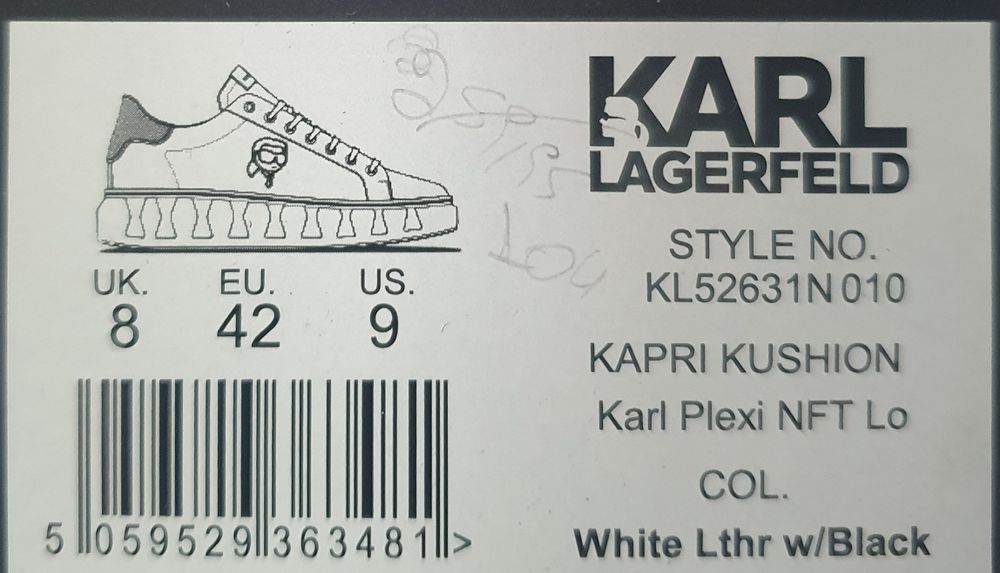 KARL
LAGERFELD
STYLE NO.
KL52631N 010
KAPRI KUSHION
Karl Plexi NFT Lo
COL.
White Lthr w/Black
UK. EU. US.
8 42 9
5 059529 363481 >